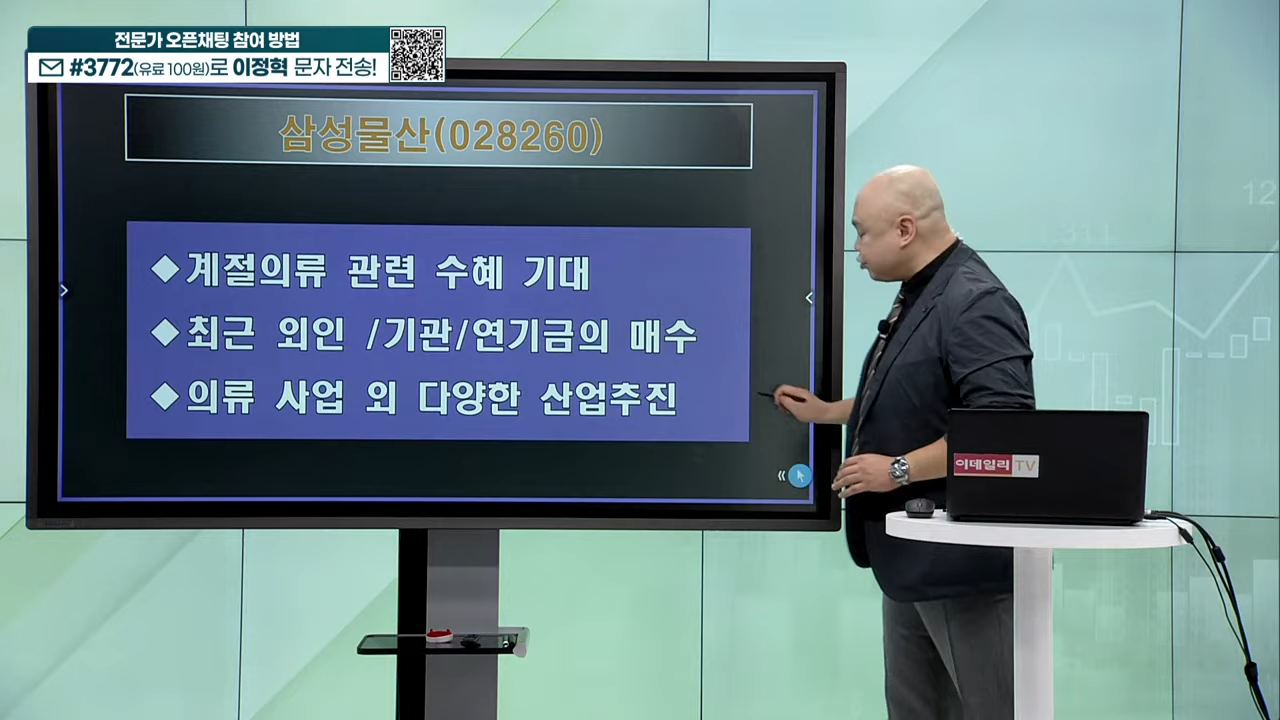 전문가 오픈채팅 참여 방법
#3772(유료 100원)로 이정혁 문자 전송!
삼성물산(028260)
◆계절의류 관련 수혜 기대
◆최근 외인 /기관/연기금의 매수
◆의류 사업 외 다양한 산업추진
이데일리 TV
12
311